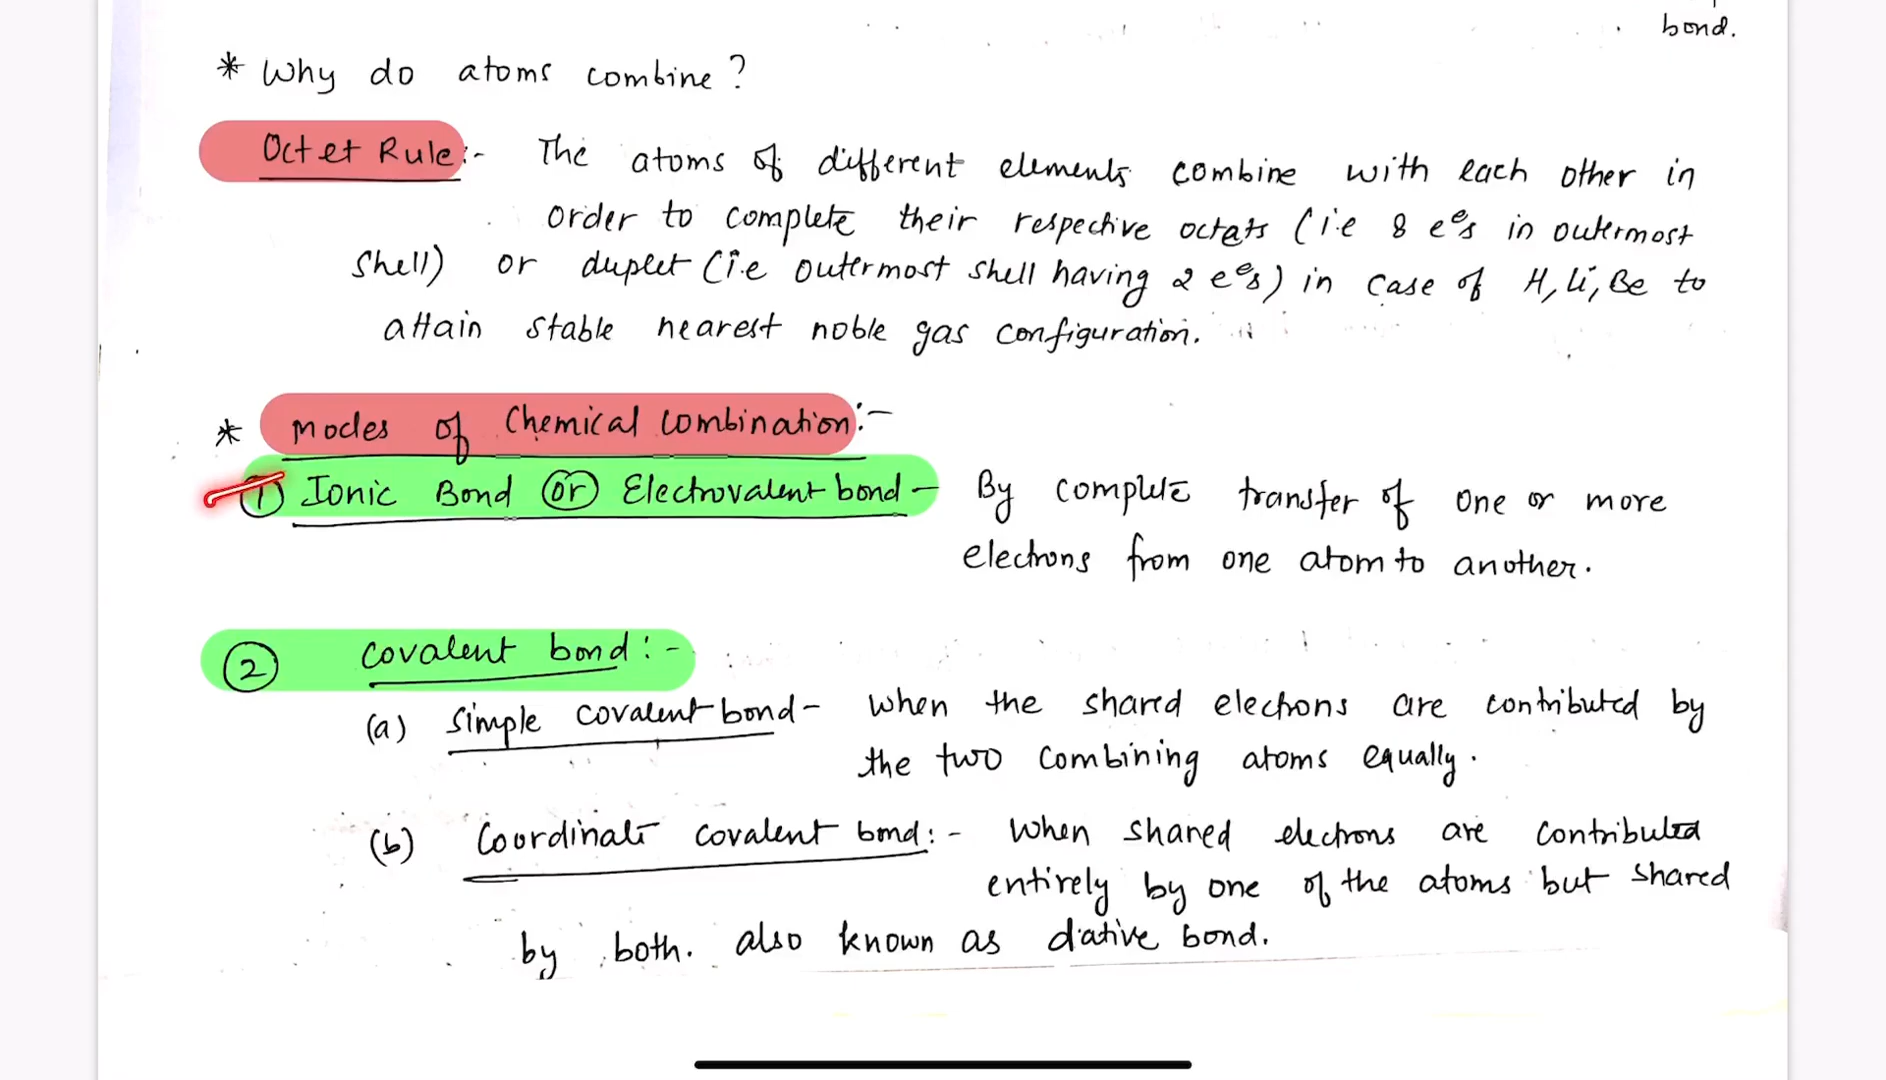 bond.
* Why do atoms combine?
Octet Rule:- The atoms of different elements combine with each other in
order to complete their respective octets (i.e 8 e⊖s in outermost
shell) or duplet (i.e outermost shell having 2 e⊖s) in case of H, Li, Be to
attain stable nearest noble gas configuration.
* Modes of Chemical Combination:-
① Ionic Bond (or) Electrovalent bond - By complete transfer of one or more
electrons from one atom to another.
② Covalent bond:-
(a) Simple covalent bond - When the shared electrons are contributed by
the two combining atoms equally.
(b) Coordinate covalent bond:- When shared electrons are contributed
entirely by one of the atoms but shared
by both. also known as dative bond.